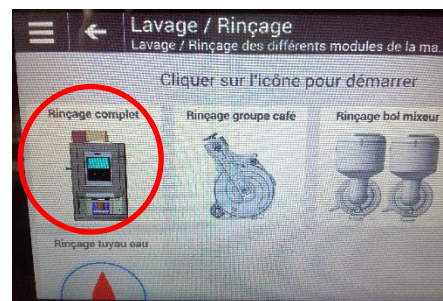 Lavage / Rinçage
Lavage / Rinçage des différents modules de la ma...
Cliquer sur l'icône pour démarrer
Rinçage complet
Rinçage groupe café
Rinçage bol mixeur
Rinçage tuyau eau